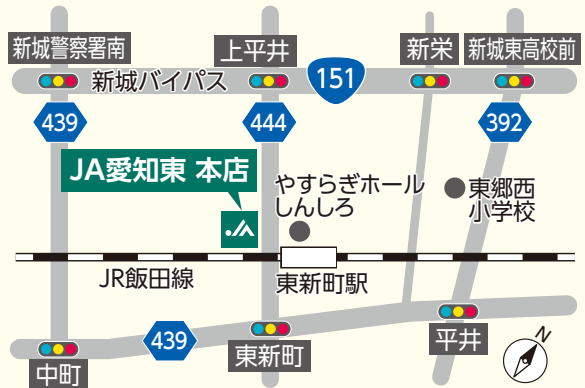 新城警察署南
上平井
新栄
新城東高校前
新城バイパス
151
439
444
392
JA愛知東 本店
やすらぎホール
しんしろ
東郷西
小学校
JR飯田線
東新町駅
439
中町
東新町
平井
N